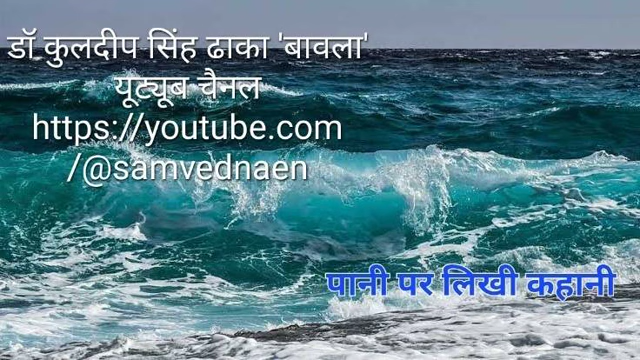 डॉ कुलदीप सिंह ढाका 'बावला'
यूट्यूब चैनल
https://youtube.com
/@samvednaen
पानी पर लिखी कहानी